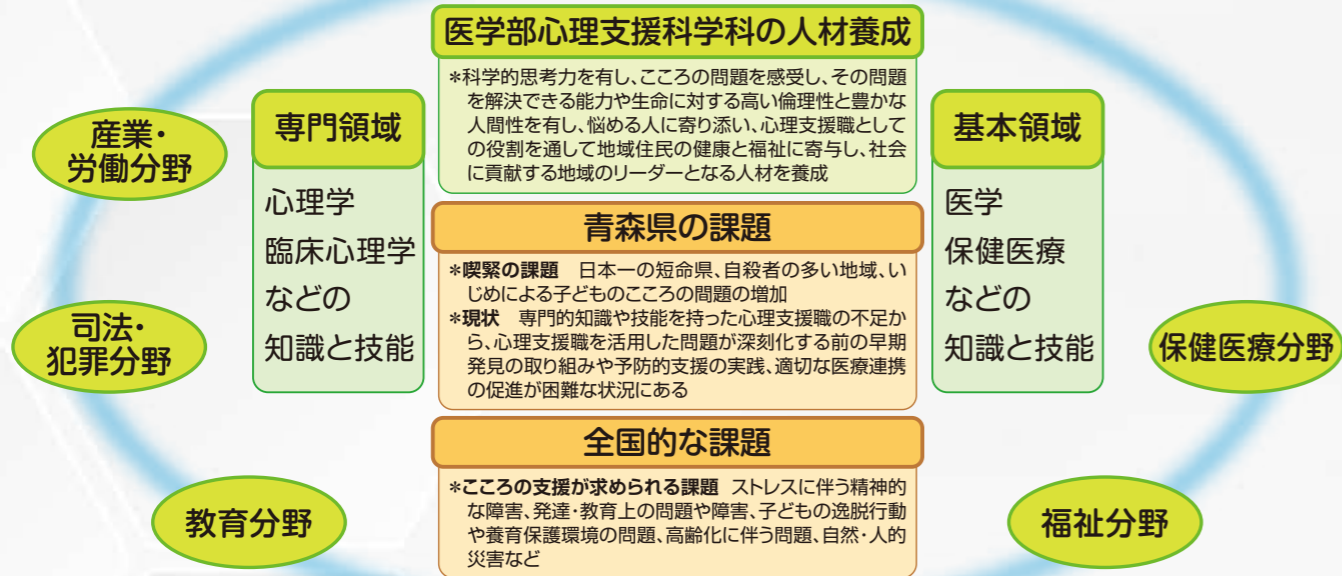 医学部心理支援科学科の人材養成
*科学的思考力を有し、こころの問題を感受し、その問題
を解決できる能力や生命に対する高い倫理性と豊かな
人間性を有し、悩める人に寄り添い、心理支援職として
の役割を通して地域住民の健康と福祉に寄与し、社会
に貢献する地域のリーダーとなる人材を養成
産業・
労働分野
専門領域
心理学
臨床心理学
などの
知識と技能
基本領域
医学
保健医療
などの
知識と技能
青森県の課題
*喫緊の課題 日本一の短命県、自殺者の多い地域、い
じめによる子どものこころの問題の増加
*現状 専門的知識や技能を持った心理支援職の不足か
ら、心理支援職を活用した問題が深刻化する前の早期
発見の取り組みや予防的支援の実践、適切な医療連携
の促進が困難な状況にある
司法・
犯罪分野
保健医療分野
全国的な課題
*こころの支援が求められる課題 ストレスに伴う精神的
な障害、発達・教育上の問題や障害、子どもの逸脱行動
や養育保護環境の問題、高齢化に伴う問題、自然・人的
災害など
教育分野
福祉分野